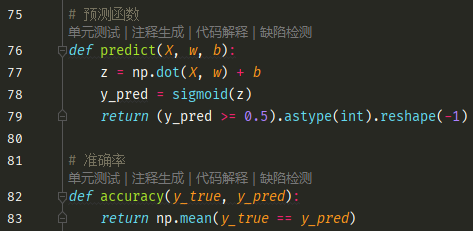 75 # 预测函数
单元测试 | 注释生成 | 代码解释 | 缺陷检测
76 def predict(X, w, b):
77 z = np.dot(X, w) + b
78 y_pred = sigmoid(z)
79 return (y_pred >= 0.5).astype(int).reshape(-1)
80
81 # 准确率
单元测试 | 注释生成 | 代码解释 | 缺陷检测
82 def accuracy(y_true, y_pred):
83 return np.mean(y_true == y_pred)